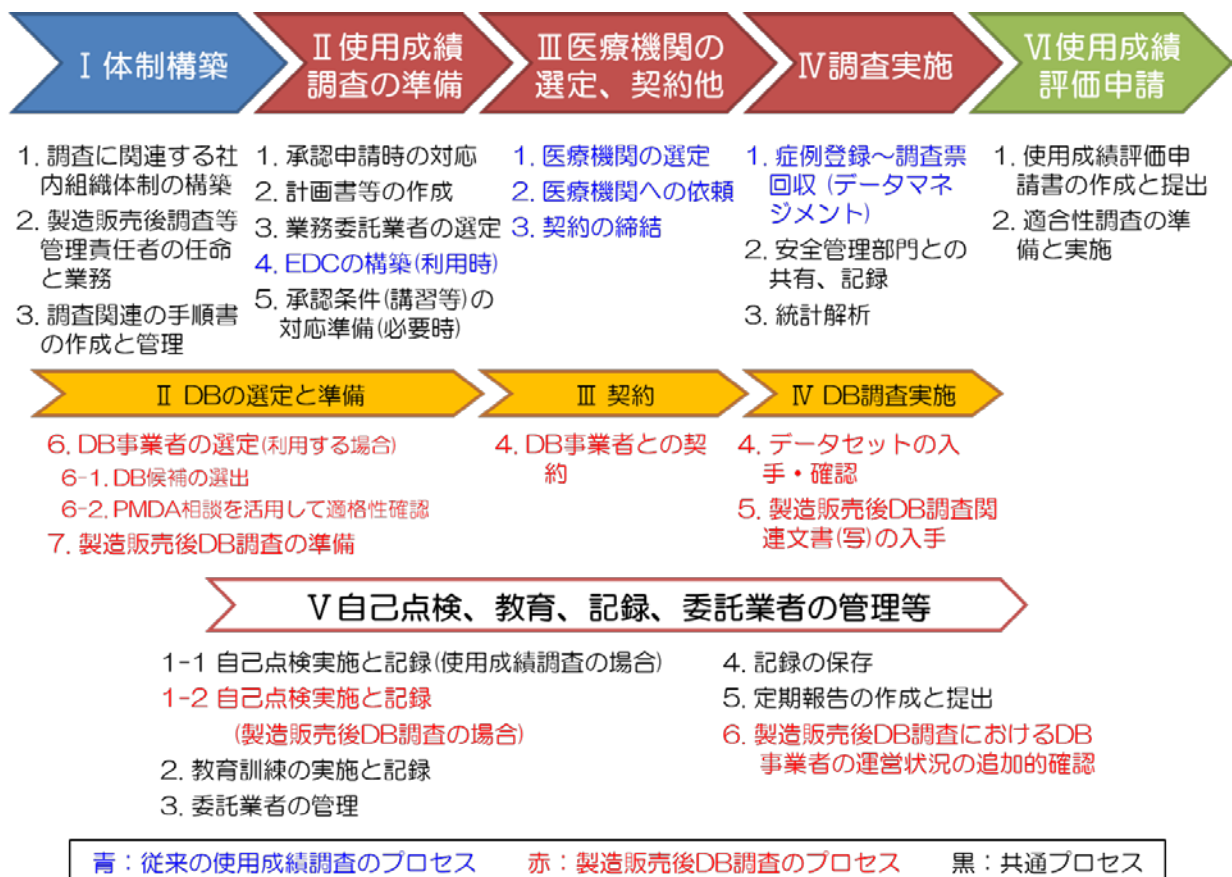 Ⅰ 体制構築
Ⅱ 使用成績
調査の準備
Ⅲ 医療機関の
選定、契約他
Ⅳ 調査実施
Ⅵ 使用成績
評価申請
1. 調査に関連する社
内組織体制の構築
2. 製造販売後調査等
管理責任者の任命
と業務
3. 調査関連の手順書
の作成と管理
1. 承認申請時の対応
2. 計画書等の作成
3. 業務委託業者の選定
4. EDCの構築(利用時)
5. 承認条件(講習等)の
対応準備(必要時)
1. 医療機関の選定
2. 医療機関への依頼
3. 契約の締結
1. 症例登録～調査票
回収 (データマネ
ジメント)
2. 安全管理部門との
共有、記録
3. 統計解析
1. 使用成績評価申
請書の作成と提出
2. 適合性調査の準
備と実施
Ⅱ DBの選定と準備
Ⅲ 契約
Ⅳ DB調査実施
6. DB事業者の選定(利用する場合)
6-1. DB候補の選出
6-2. PMDA相談を活用して適格性確認
7. 製造販売後DB調査の準備
4. DB事業者との契
約
4. データセットの入
手・確認
5. 製造販売後DB調査関
連文書(写)の入手
Ⅴ 自己点検、教育、記録、委託業者の管理等
1-1 自己点検実施と記録(使用成績調査の場合)
1-2 自己点検実施と記録
(製造販売後DB調査の場合)
2. 教育訓練の実施と記録
3. 委託業者の管理
4. 記録の保存
5. 定期報告の作成と提出
6. 製造販売後DB調査におけるDB
事業者の運営状況の追加的確認
青：従来の使用成績調査のプロセス 赤：製造販売後DB調査のプロセス 黒：共通プロセス